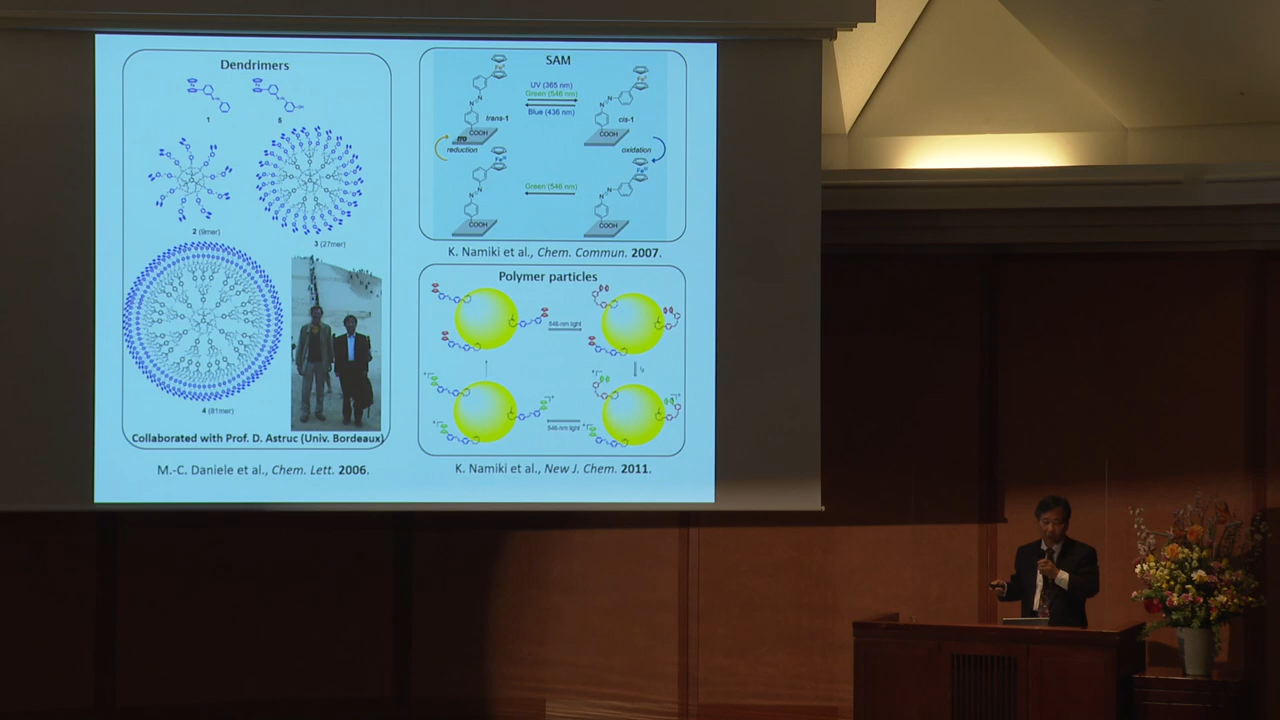 Dendrimers
1
5
2 (9mer)
3 (27mer)
4 (81mer)
Collaborated with Prof. D. Astruc (Univ. Bordeaux)
M.-C. Daniele et al., Chem. Lett. 2006.
SAM
UV (365 nm)
Green (546 nm)
Blue (436 nm)
trans-1
cis-1
ITO
COOH
COOH
reduction
oxidation
Green (546 nm)
COOH
COOH
K. Namiki et al., Chem. Commun. 2007.
Polymer particles
546-nm light
546-nm light
K. Namiki et al., New J. Chem. 2011.